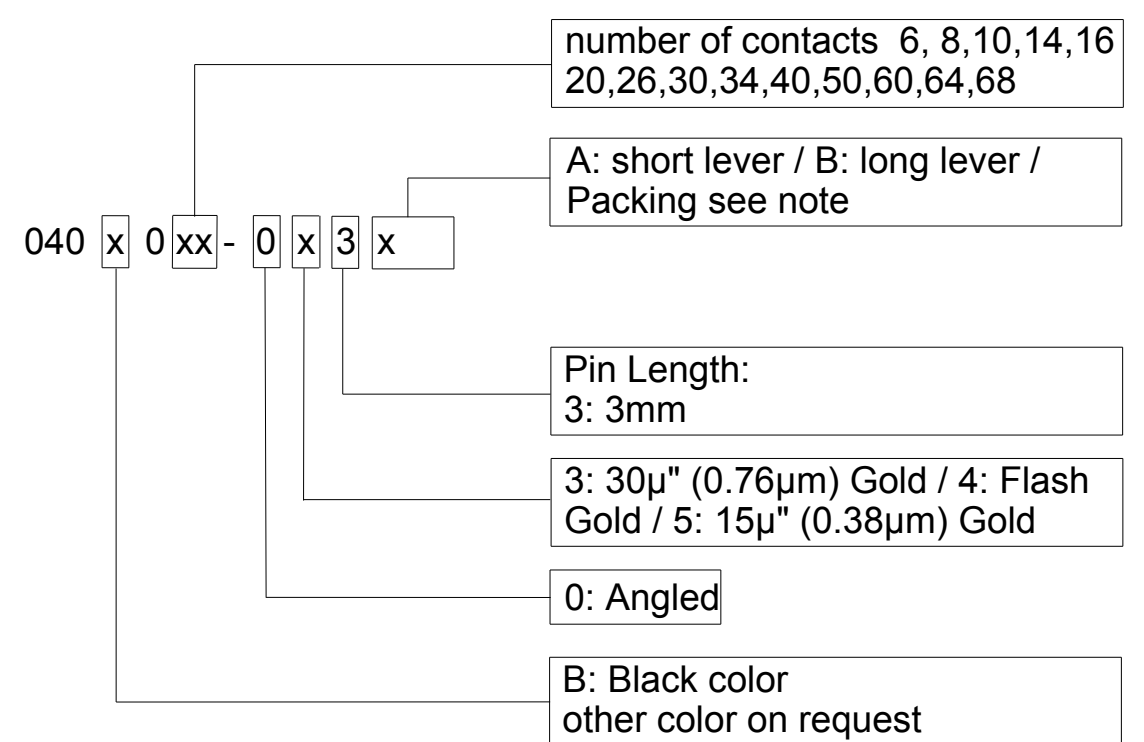 number of contacts 6, 8,10,14,16
20,26,30,34,40,50,60,64,68
A: short lever / B: long lever /
Packing see note
040 x 0 xx - 0 x 3 x
Pin Length:
3: 3mm
3: 30µ" (0.76µm) Gold / 4: Flash
Gold / 5: 15µ" (0.38µm) Gold
0: Angled
B: Black color
other color on request